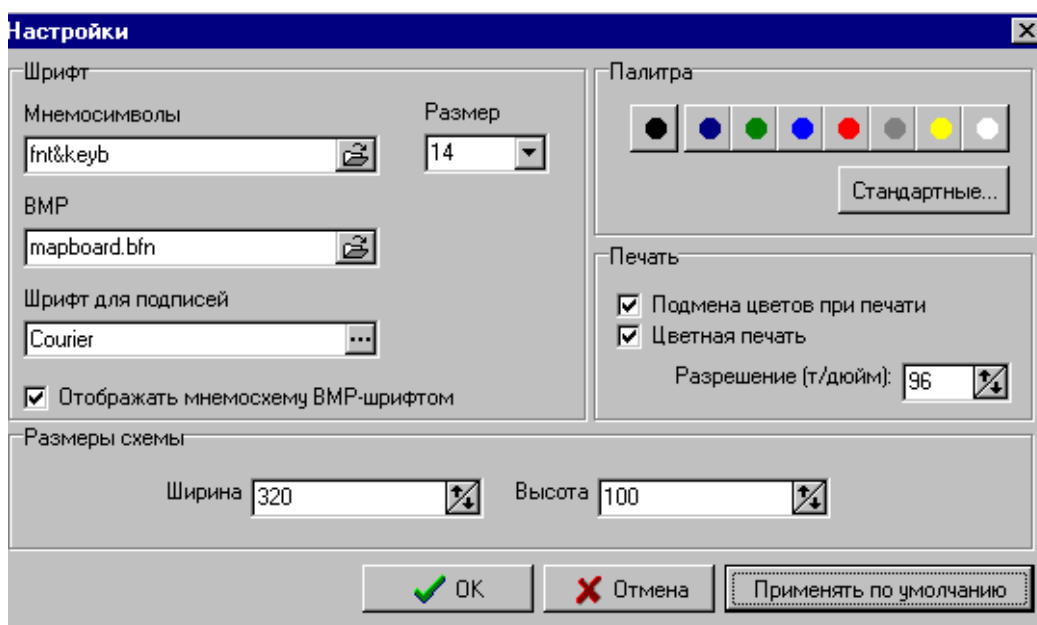 Настройки
Шрифт
Мнемосимволы
Размер
fnt&keyb
14
BMP
mapboard.bfn
Шрифт для подписей
Courier
Отображать мнемосхему BMP-шрифтом
Палитра
Стандартные...
Печать
Подмена цветов при печати
Цветная печать
Разрешение (т/дюйм): 96
Размеры схемы
Ширина 320 Высота 100
OK Отмена Применять по умолчанию